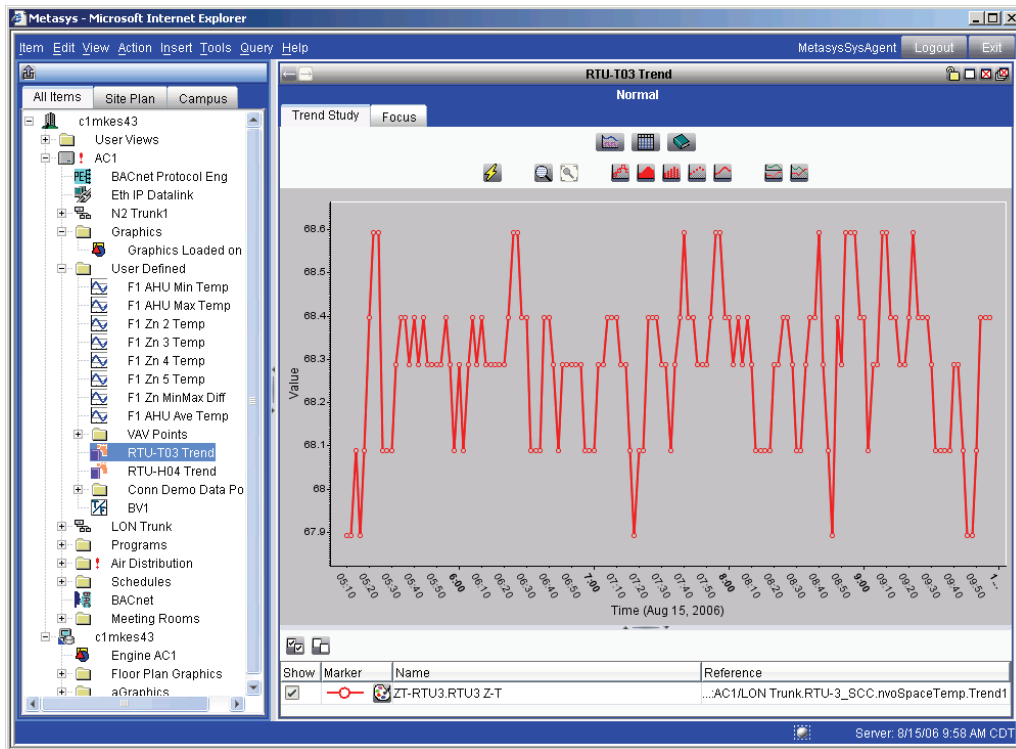 Metasys - Microsoft Internet Explorer
Item Edit View Action Insert Tools Query Help
MetasysSysAgent Logout Exit
All Items Site Plan Campus
c1mkes43
User Views
AC1
BACnet Protocol Eng
Eth IP Datalink
N2 Trunk1
Graphics
Graphics Loaded on
User Defined
F1 AHU Min Temp
F1 AHU Max Temp
F1 Zn 2 Temp
F1 Zn 3 Temp
F1 Zn 4 Temp
F1 Zn 5 Temp
F1 Zn MinMax Diff
F1 AHU Ave Temp
VAV Points
RTU-T03 Trend
RTU-H04 Trend
Conn Demo Data Po
BV1
LON Trunk
Programs
Air Distribution
Schedules
BACnet
Meeting Rooms
c1mkes43
Engine AC1
Floor Plan Graphics
aGraphics
RTU-T03 Trend
Normal
Trend Study Focus
Value
68.6
68.5
68.4
68.3
68.2
68.1
68
67.9
05:10 05:20 05:30 05:40 05:50 6:00 06:10 06:20 06:30 06:40 06:50 7:00 07:10 07:20 07:30 07:40 07:50 8:00 08:10 08:20 08:30 08:40 08:50 9:00 09:10 09:20 09:30 09:40 09:50 1...
Time (Aug 15, 2006)
Show Marker Name Reference
ZT-RTU3.RTU3 Z-T ...:AC1/LON Trunk.RTU-3_SCC.nvoSpaceTemp.Trend1
Server: 8/15/06 9:58 AM CDT